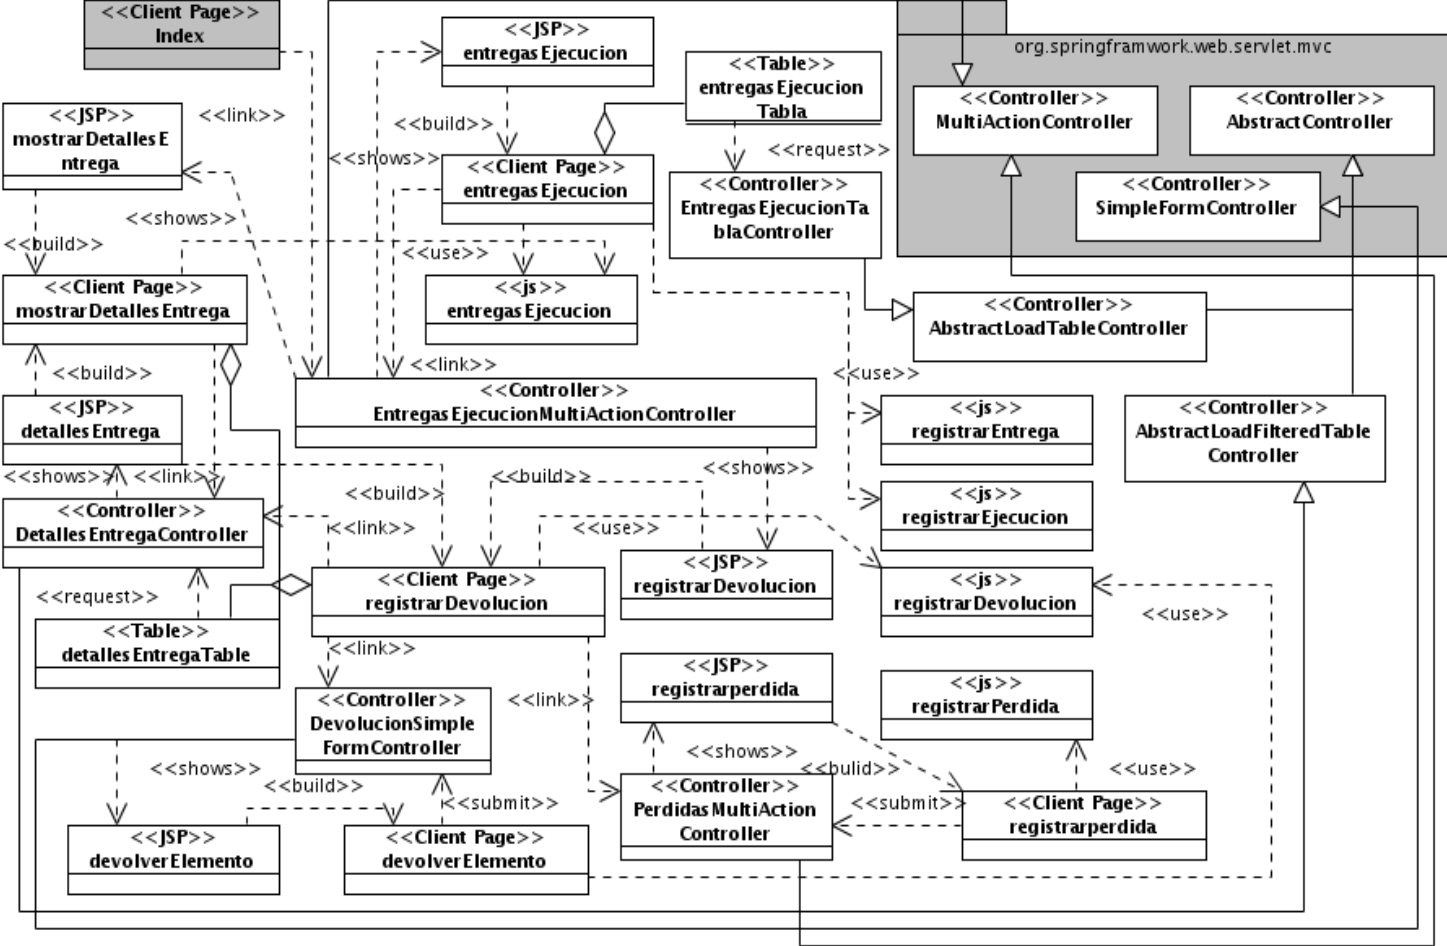 <<Client Page>>
Index
<<JSP>>
entregasEjecucion
org.springframwork.web.servlet.mvc
<<Table>>
entregasEjecucion
Tabla
<<Controller>>
MultiActionController
<<Controller>>
AbstractController
<<JSP>>
mostrarDetallesE
ntrega
<<link>>
<<build>>
<<shows>>
<<request>>
<<Client Page>>
entregasEjecucion
<<Controller>>
EntregasEjecucionTa
blaController
<<Controller>>
SimpleFormController
<<shows>>
<<build>>
<<use>>
<<Client Page>>
mostrarDetallesEntrega
<<js>>
entregasEjecucion
<<Controller>>
AbstractLoadTableController
<<build>>
<<link>>
<<use>>
<<Controller>>
EntregasEjecucionMultiActionController
<<JSP>>
detallesEntrega
<<js>>
registrarEntrega
<<Controller>>
AbstractLoadFilteredTable
Controller
<<shows>>
<<link>>
<<build>>
<<build>>
<<shows>>
<<js>>
registrarEjecucion
<<Controller>>
DetallesEntregaController
<<link>>
<<use>>
<<JSP>>
registrarDevolucion
<<Client Page>>
registrarDevolucion
<<js>>
registrarDevolucion
<<request>>
<<use>>
<<Table>>
detallesEntregaTable
<<link>>
<<JSP>>
registrarperdida
<<js>>
registrarPerdida
<<Controller>>
DevolucionSimple
FormController
<<link>>
<<shows>>
<<build>>
<<submit>>
<<shows>>
<<bulid>>
<<use>>
<<Controller>>
PerdidasMultiAction
Controller
<<submit>>
<<Client Page>>
registrarperdida
<<JSP>>
devolverElemento
<<Client Page>>
devolverElemento